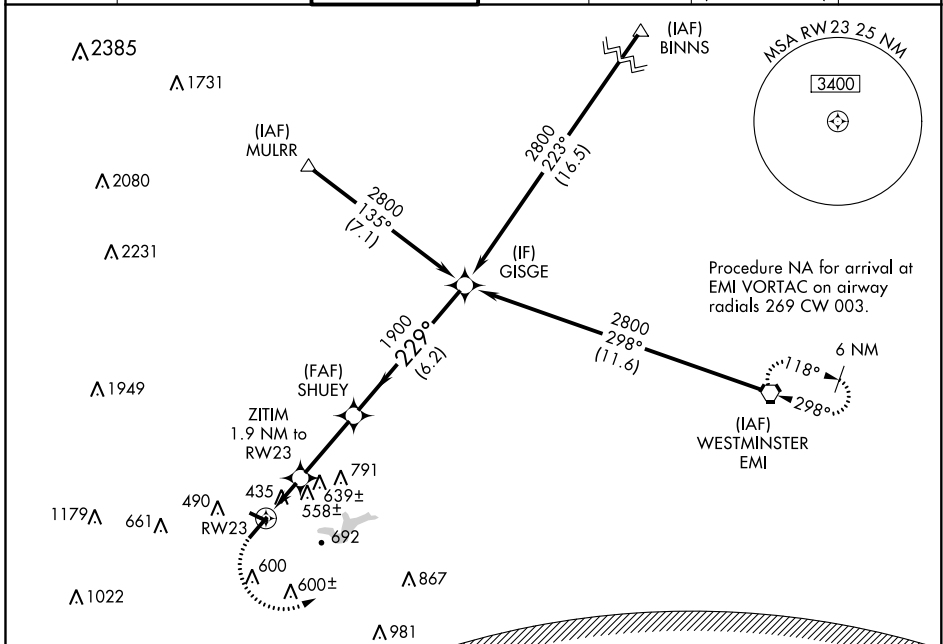 2385
1731
(IAF)
BINNS
MSA RW23 25 NM
3400
(IAF)
MULRR
2800
223°
(16.5)
2080
2800
135°
(7.1)
2231
(IF)
GISGE
Procedure NA for arrival at
EMI VORTAC on airway
radials 269 CW 003.
1900
229°
(6.2)
2800
298°
(11.6)
6 NM
118°
298°
(FAF)
SHUEY
1949
ZITIM
1.9 NM to
RW23
(IAF)
WESTMINSTER
EMI
791
435
639±
490
558±
1179
661
RW23
692
600
600±
867
1022
981